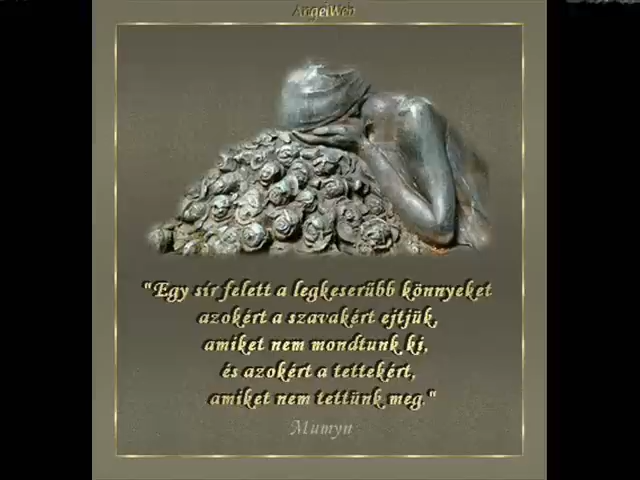 AngelWeb
"Egy sír felett a legkeserűbb könnyeket
azokért a szavakért ejtjük,
amiket nem mondtunk ki,
és azokért a tettekért,
amiket nem tettünk meg."
Mumyn